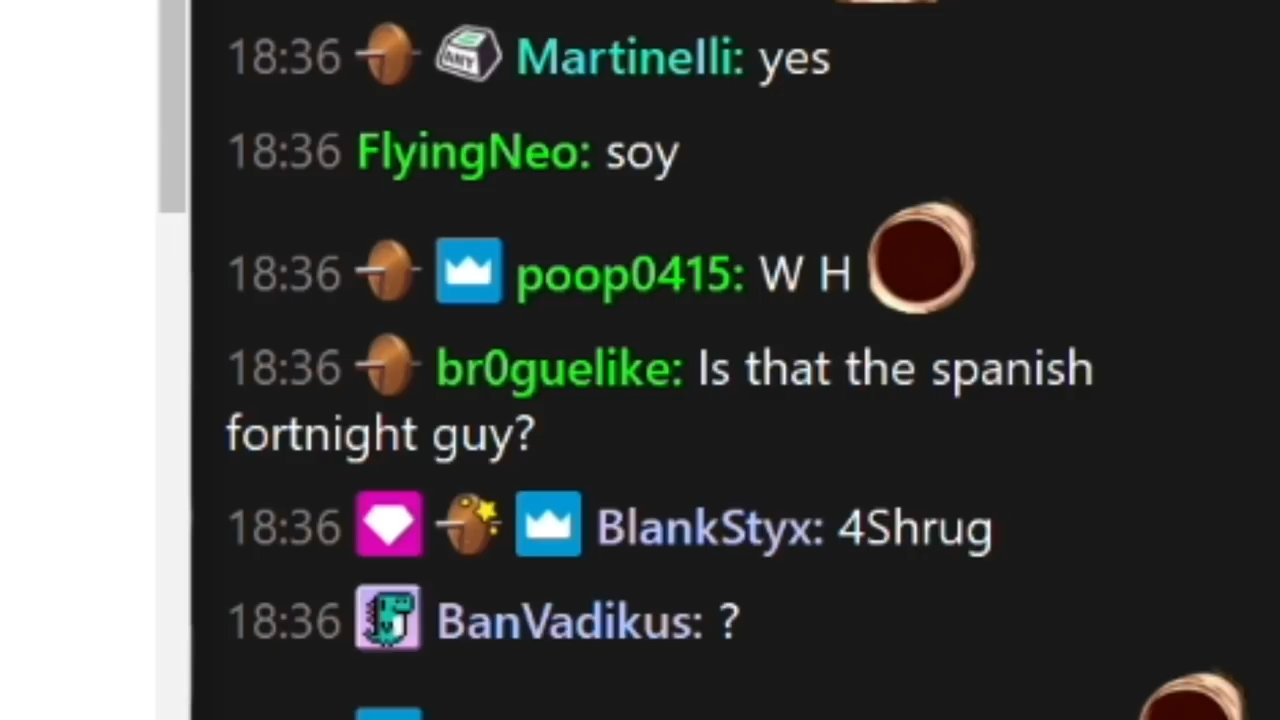 18:36 Martinelli: yes
18:36 FlyingNeo: soy
18:36 poop0415: W H
18:36 br0guelike: Is that the spanish
fortnight guy?
18:36 BlankStyx: 4Shrug
18:36 BanVadikus: ?